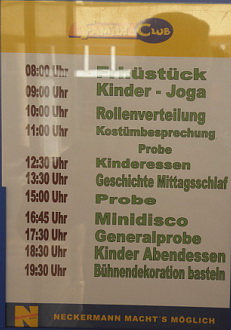 Club
08:00 Uhr Frühstück
09:00 Uhr Kinder - Joga
10:00 Uhr Rollenverteilung
11:00 Uhr Kostümbesprechung
Probe
12:30 Uhr Kinderessen
13:30 Uhr Geschichte Mittagsschlaf
15:00 Uhr Probe
16:45 Uhr Minidisco
17:30 Uhr Generalprobe
18:30 Uhr Kinder Abendessen
19:30 Uhr Bühnendekoration basteln
N
NECKERMANN MACHT´S MÖGLICH